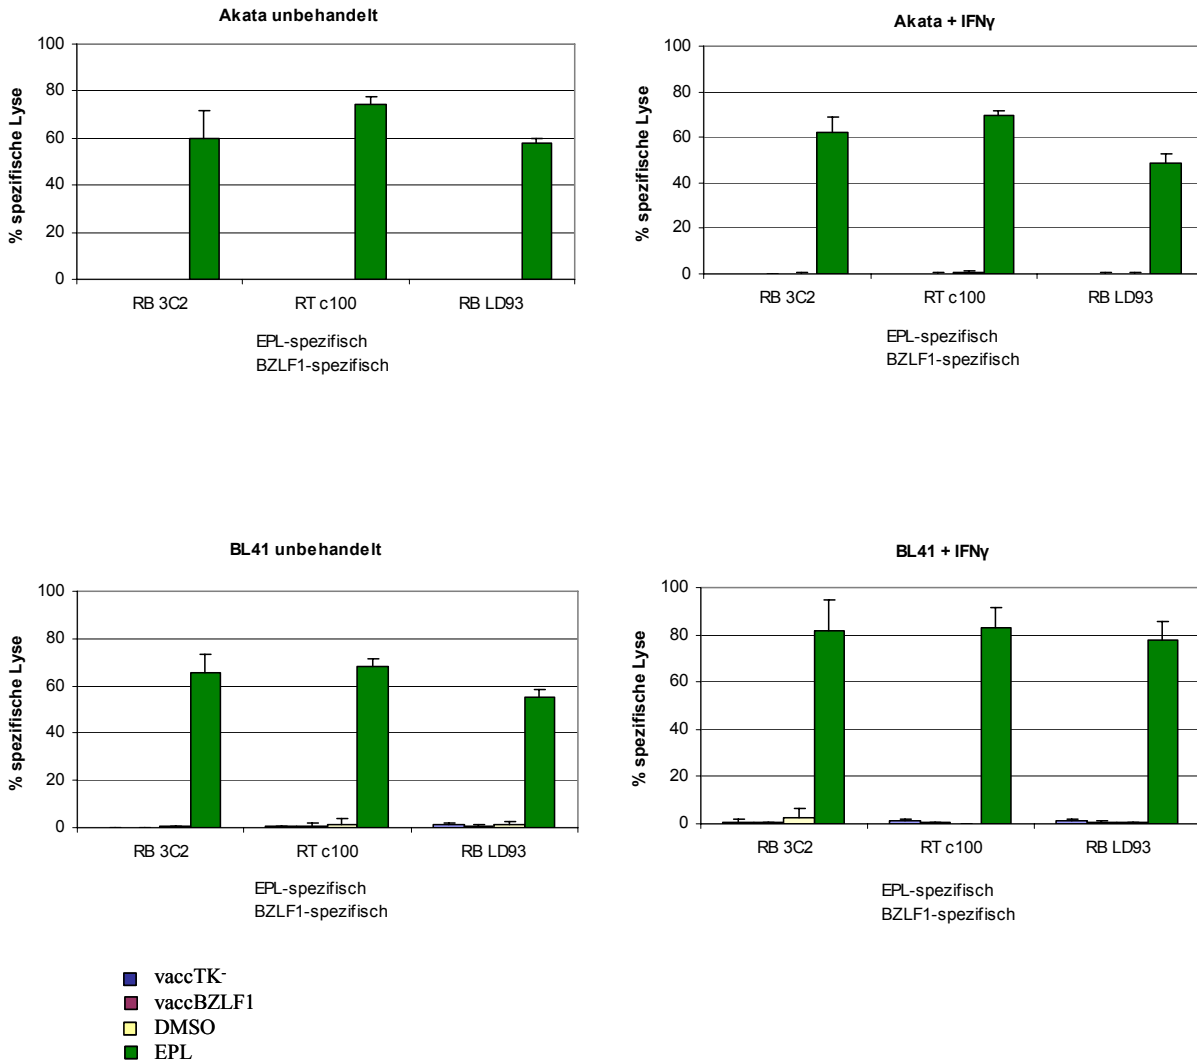 Akata unbehandelt
% spezifische Lyse
100
80
60
40
20
0
RB 3C2 RT c100 RB LD93
EPL-spezifisch
BZLF1-spezifisch
Akata + IFNγ
% spezifische Lyse
100
80
60
40
20
0
RB 3C2 RT c100 RB LD93
EPL-spezifisch
BZLF1-spezifisch
BL41 unbehandelt
% spezifische Lyse
100
80
60
40
20
0
RB 3C2 RT c100 RB LD93
EPL-spezifisch
BZLF1-spezifisch
BL41 + IFNγ
% spezifische Lyse
100
80
60
40
20
0
RB 3C2 RT c100 RB LD93
EPL-spezifisch
BZLF1-spezifisch
vaccTK-
vaccBZLF1
DMSO
EPL